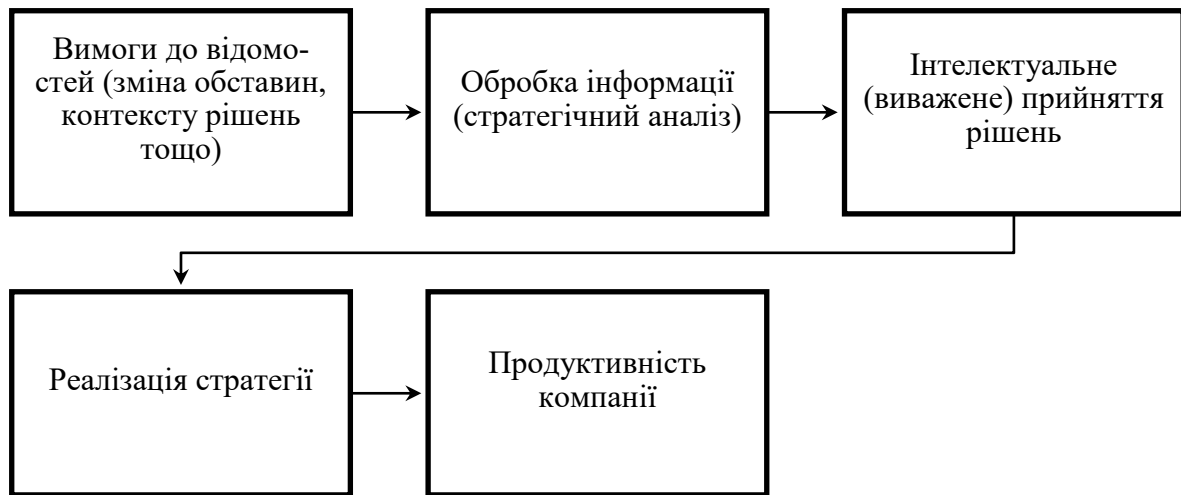 Вимоги до відомо-
стей (зміна обставин,
контексту рішень
тощо)
Обробка інформації
(стратегічний аналіз)
Інтелектуальне
(виважене) прийняття
рішень
Реалізація стратегії
Продуктивність
компанії